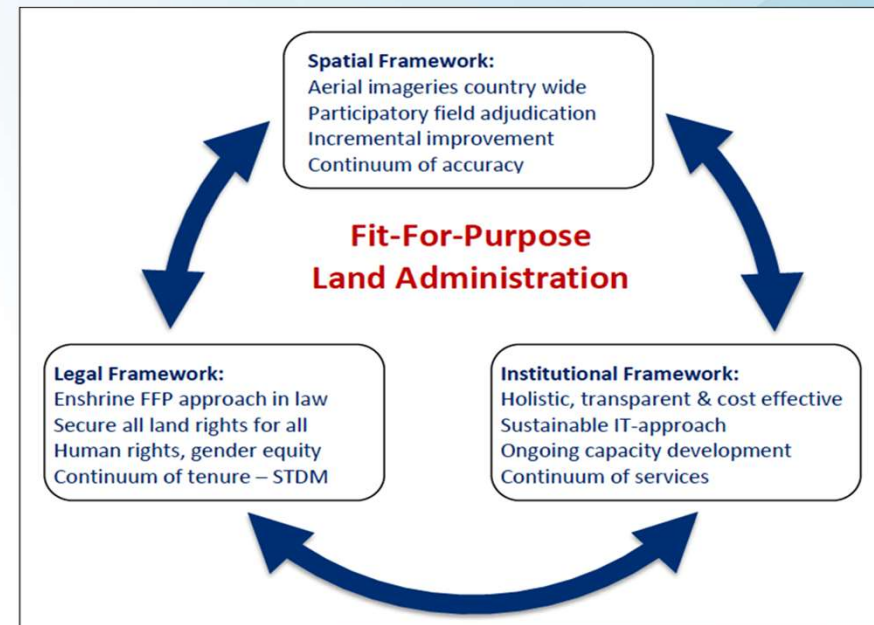 Spatial Framework:
Aerial imageries country wide
Participatory field adjudication
Incremental improvement
Continuum of accuracy
Fit-For-Purpose
Land Administration
Legal Framework:
Enshrine FFP approach in law
Secure all land rights for all
Human rights, gender equity
Continuum of tenure – STDM
Institutional Framework:
Holistic, transparent & cost effective
Sustainable IT-approach
Ongoing capacity development
Continuum of services